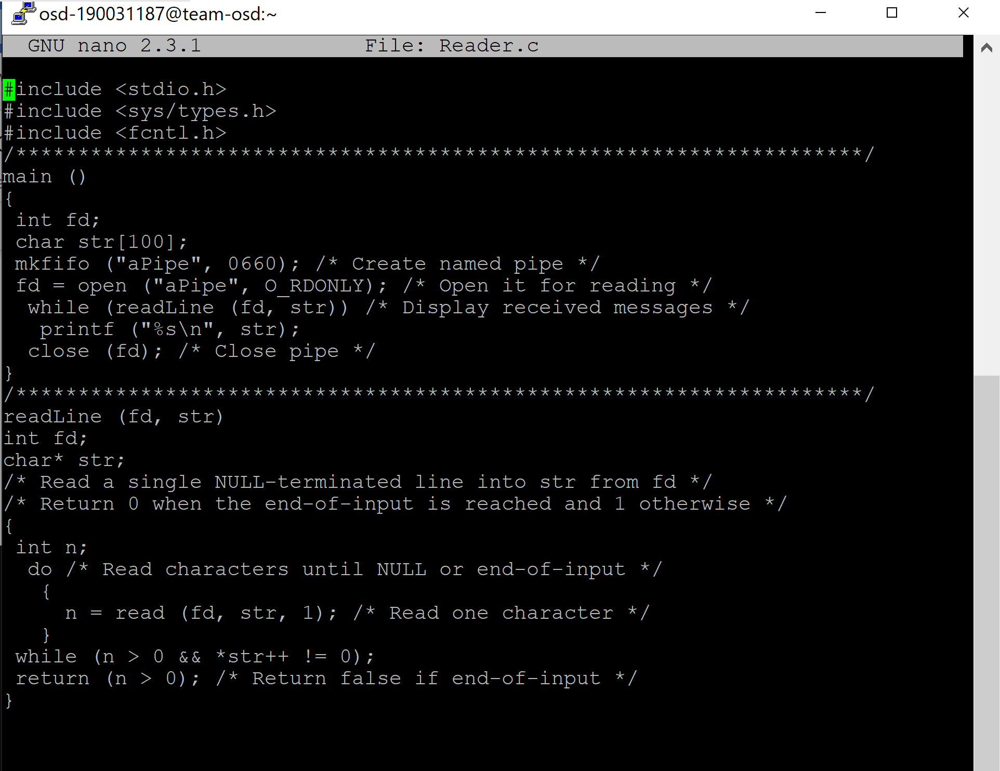 osd-190031187@team-osd:~
GNU nano 2.3.1 File: Reader.c
#include <stdio.h>
#include <sys/types.h>
#include <fcntl.h>
/********************************************************************/
main ()
{
 int fd;
 char str[100];
 mkfifo ("aPipe", 0660); /* Create named pipe */
 fd = open ("aPipe", O_RDONLY); /* Open it for reading */
  while (readLine (fd, str)) /* Display received messages */
   printf ("%s\n", str);
  close (fd); /* Close pipe */
}
/********************************************************************/
readLine (fd, str)
int fd;
char* str;
/* Read a single NULL-terminated line into str from fd */
/* Return 0 when the end-of-input is reached and 1 otherwise */
{
 int n;
  do /* Read characters until NULL or end-of-input */
   {
     n = read (fd, str, 1); /* Read one character */
   }
 while (n > 0 && *str++ != 0);
 return (n > 0); /* Return false if end-of-input */
}